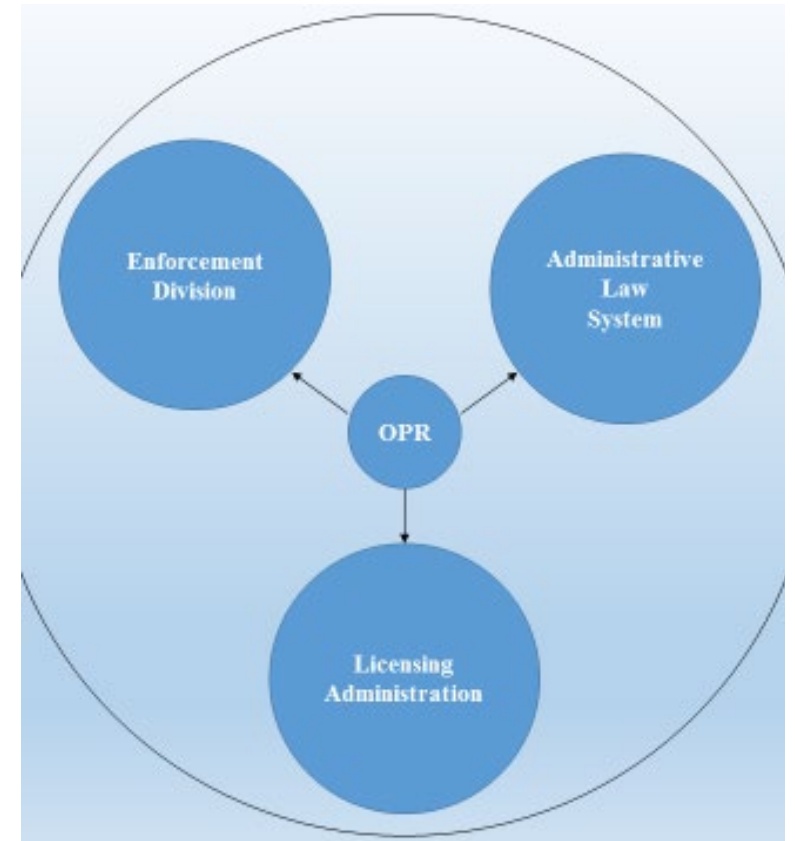 Enforcement
Division
Administrative
Law
System
OPR
Licensing
Administration